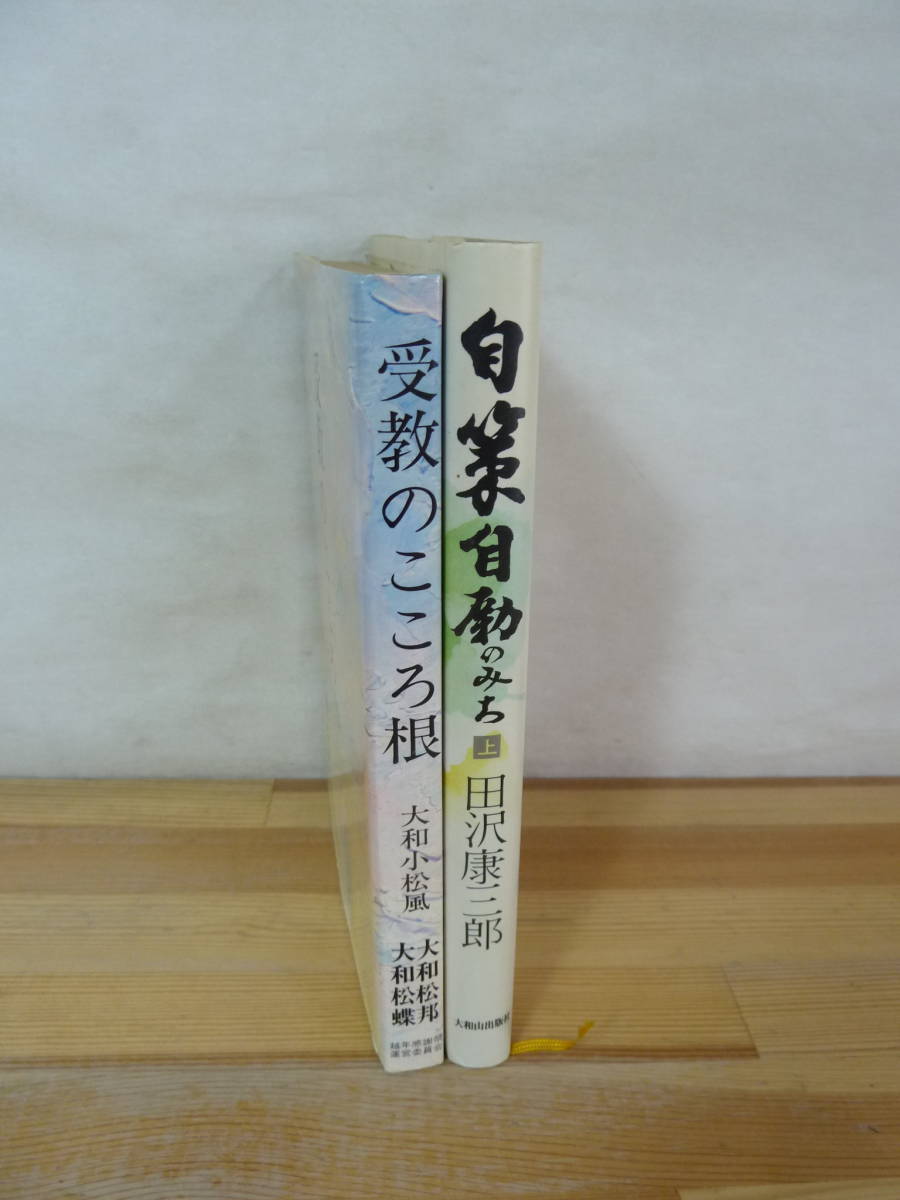 自策自励のみち
上
田沢康三郎
大和山出版社
受教のこころ根
大和小松風
大和松邦
大和松蝶